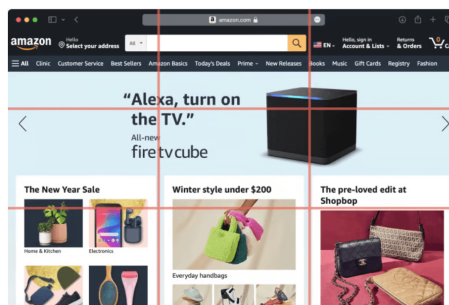 amazon.com
amazon
Hello
Select your address
All
EN
Hello, sign in
Account & Lists
Returns
& Orders
0
All Clinic Customer Service Best Sellers Amazon Basics Today's Deals Prime New Releases Books Music Gift Cards Registry Fashion
“Alexa, turn on
the TV.”
All-new
fire tv cube
The New Year Sale
Winter style under $200
The pre-loved edit at
Shopbop
Home & Kitchen
Electronics
Everyday handbags